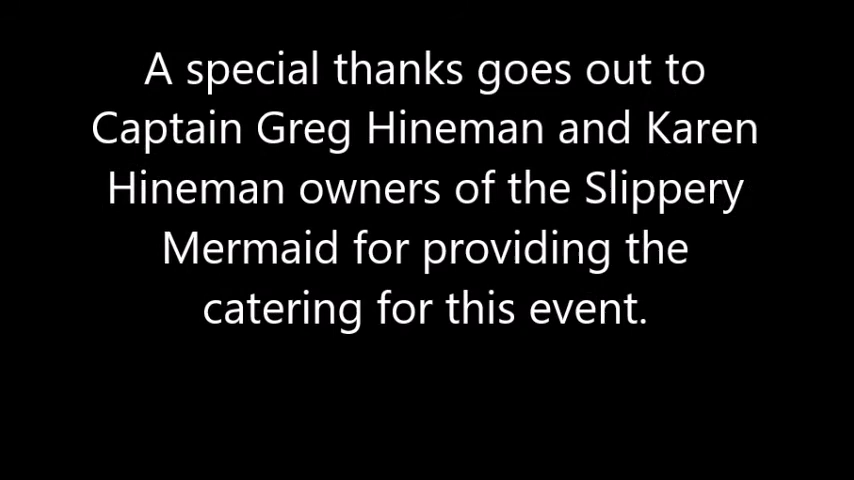 A special thanks goes out to
Captain Greg Hineman and Karen
Hineman owners of the Slippery
Mermaid for providing the
catering for this event.